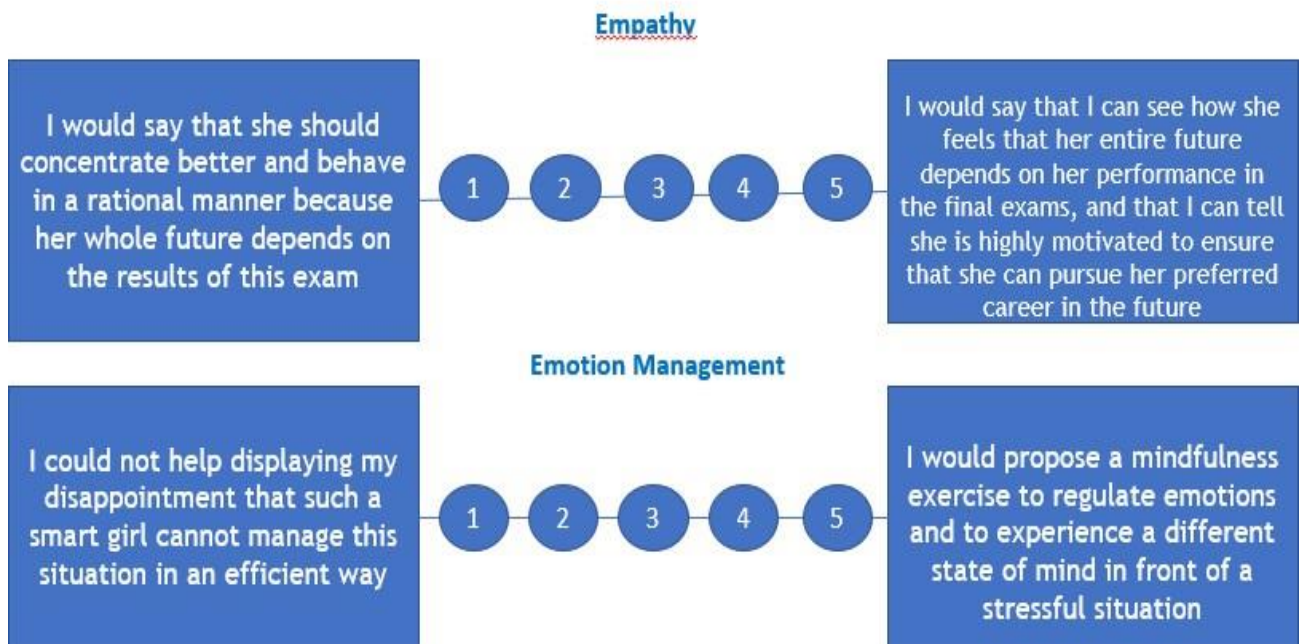 Empathy
I would say that she should
concentrate better and behave
in a rational manner because
her whole future depends on
the results of this exam
1 2 3 4 5
I would say that I can see how she
feels that her entire future
depends on her performance in
the final exams, and that I can tell
she is highly motivated to ensure
that she can pursue her preferred
career in the future
Emotion Management
I could not help displaying my
disappointment that such a
smart girl cannot manage this
situation in an efficient way
1 2 3 4 5
I would propose a mindfulness
exercise to regulate emotions
and to experience a different
state of mind in front of a
stressful situation